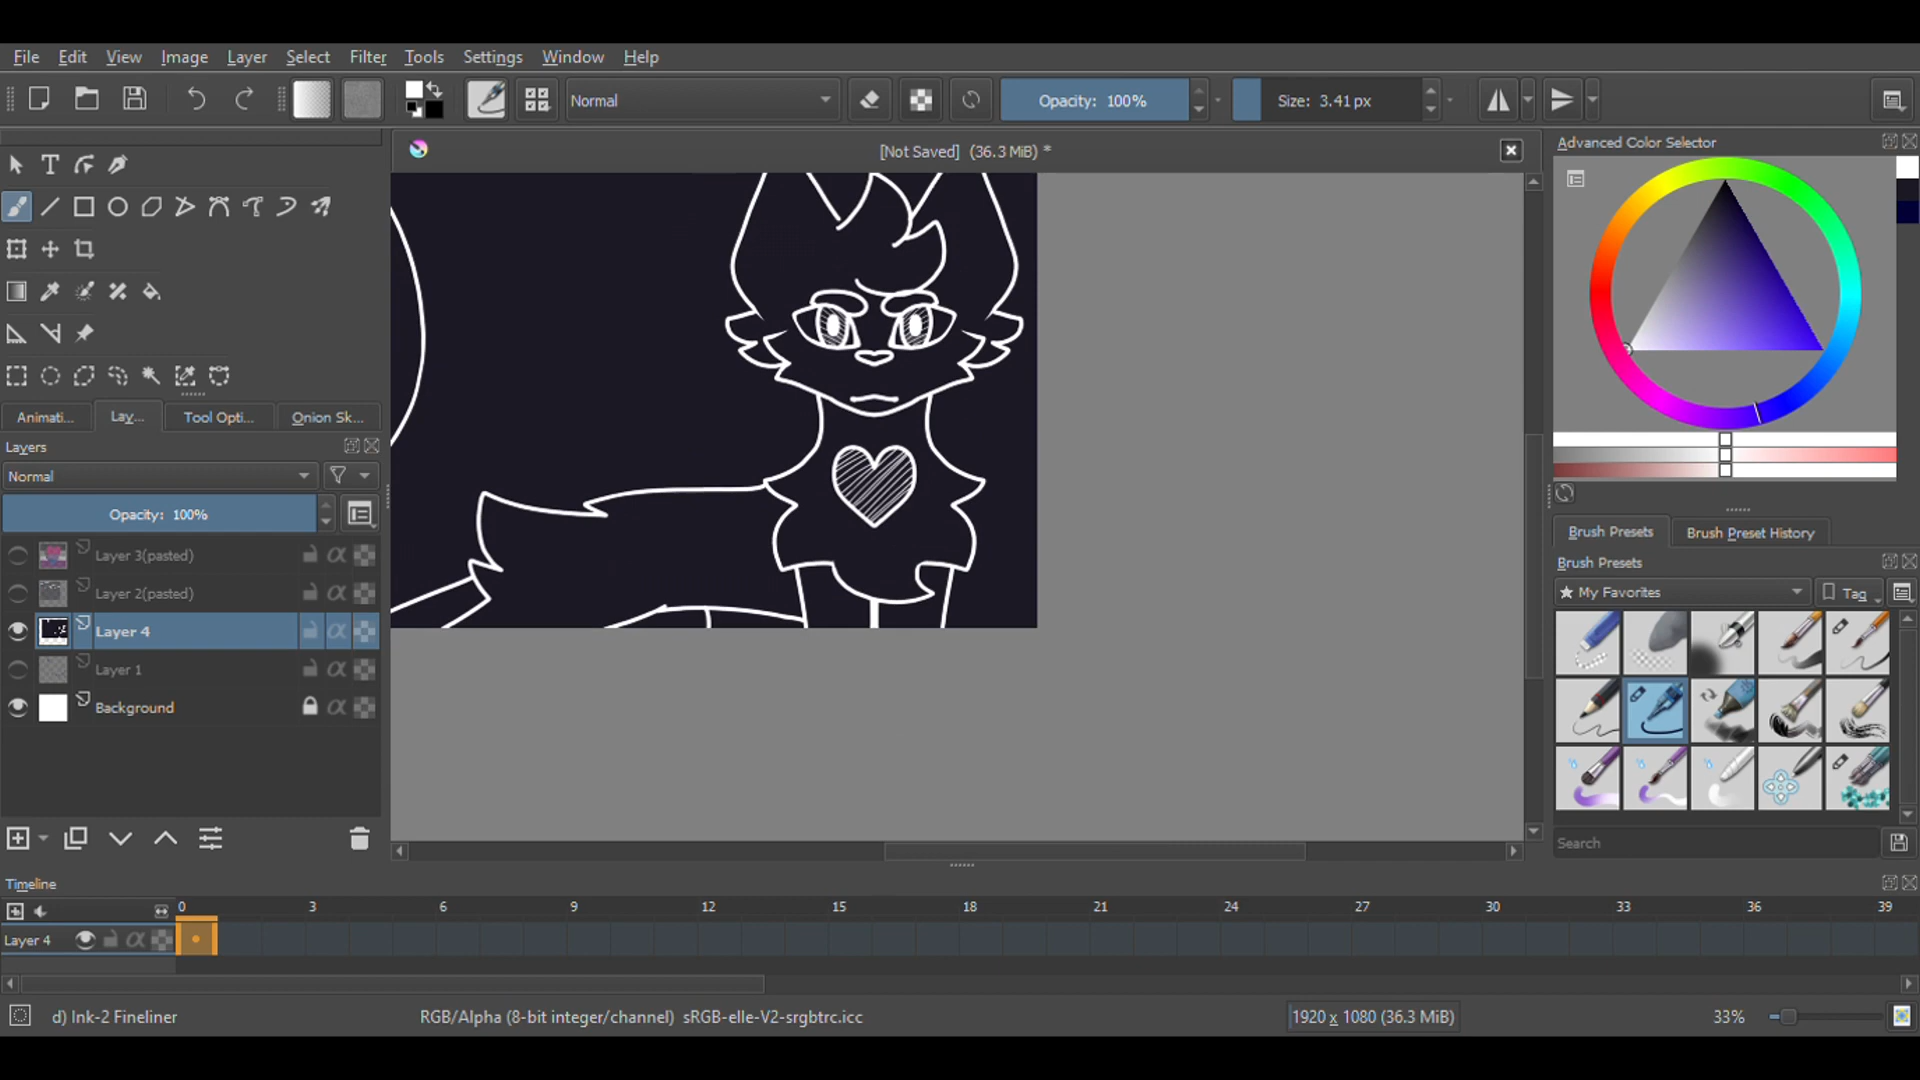 File Edit View Image Layer Select Filter Tools Settings Window Help
Normal
Opacity: 100%
Size: 3.41 px
[Not Saved] (36.3 MiB) *
Advanced Color Selector
Animati...
Lay...
Tool Opti...
Onion Sk...
Layers
Normal
Opacity: 100%
Layer 3(pasted)
Layer 2(pasted)
Layer 4
Layer 1
Background
Brush Presets
Brush Preset History
Brush Presets
My Favorites
Tag
Search
Timeline
0 3 6 9 12 15 18 21 24 27 30 33 36 39
Layer 4
d) Ink-2 Fineliner
RGB/Alpha (8-bit integer/channel) sRGB-elle-V2-srgbtrc.icc
1920 x 1080 (36.3 MiB)
33%